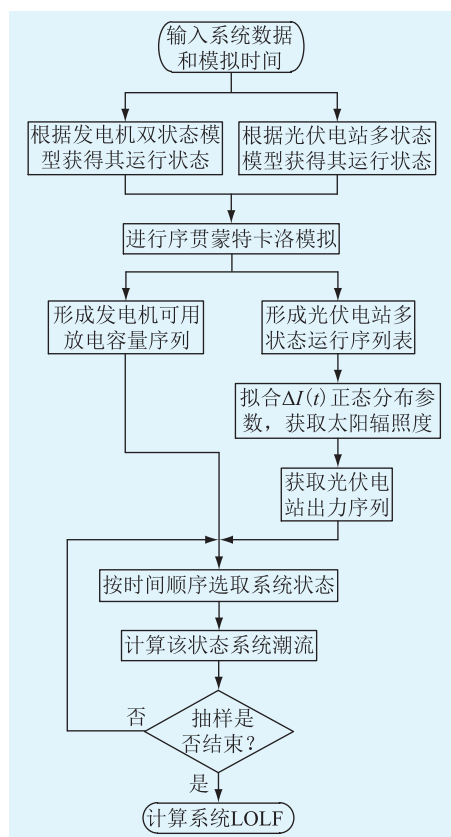 输入系统数据
和模拟时间
根据发电机双状态模
型获得其运行状态
根据光伏电站多状态
模型获得其运行状态
进行序贯蒙特卡洛模拟
形成发电机可用
放电容量序列
形成光伏电站多
状态运行序列表
拟合ΔI(t)正态分布参
数，获取太阳辐照度
获取光伏电
站出力序列
按时间顺序选取系统状态
计算该状态系统潮流
否
抽样是
否结束？
是
计算系统LOLF